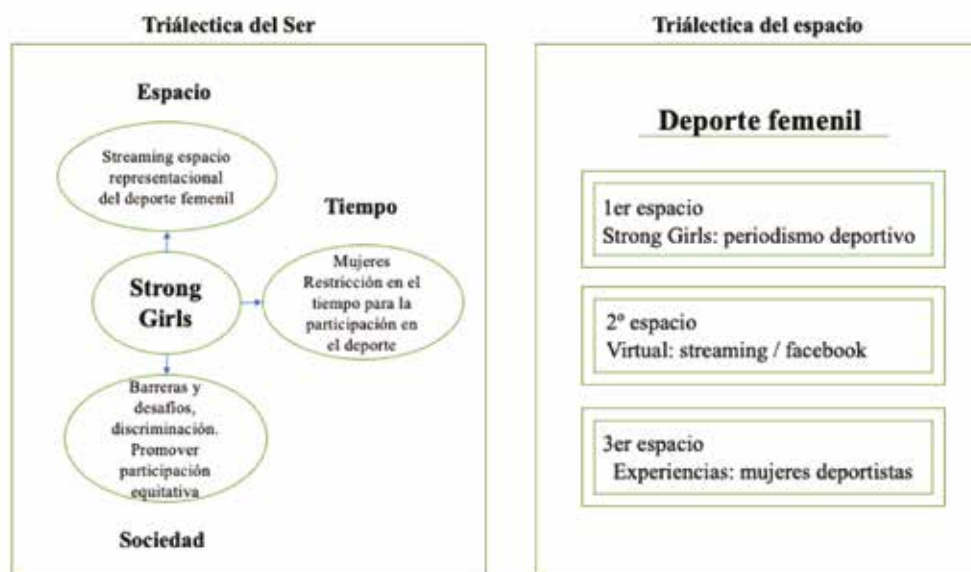 Triálectica del Ser
Espacio
Streaming espacio
representacional
del deporte femenil
Tiempo
Mujeres
Restricción en el
tiempo para la
participación en
el deporte
Strong
Girls
Barreras y
desafíos,
discriminación.
Promover
participación
equitativa
Sociedad
Triálectica del espacio
Deporte femenil
1er espacio
Strong Girls: periodismo deportivo
2º espacio
Virtual: streaming / facebook
3er espacio
Experiencias: mujeres deportistas